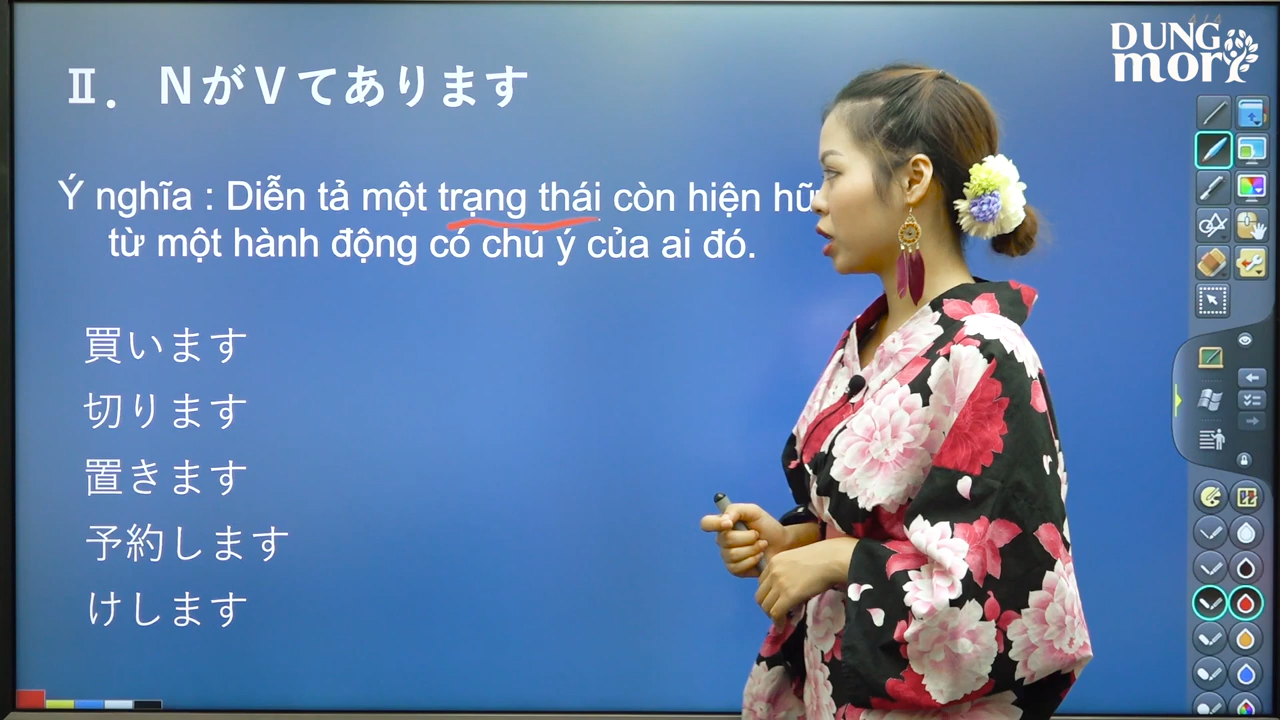 DUNG
mori
Ⅱ．ＮがＶてあります
Ý nghĩa : Diễn tả một trạng thái còn hiện hữ
từ một hành động có chủ ý của ai đó.
買います
切ります
置きます
予約します
けします